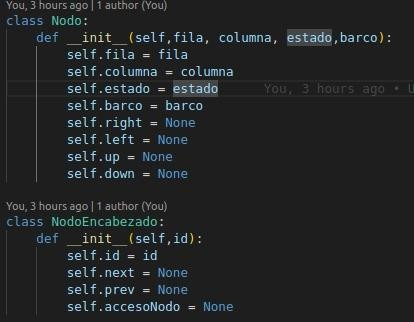 You, 3 hours ago | 1 author (You)
class Nodo:
    def __init__(self,fila, columna, estado,barco):
        self.fila = fila
        self.columna = columna
        self.estado = estado    You, 3 hours ago •
        self.barco = barco
        self.right = None
        self.left = None
        self.up = None
        self.down = None
You, 3 hours ago | 1 author (You)
class NodoEncabezado:
    def __init__(self,id):
        self.id = id
        self.next = None
        self.prev = None
        self.accesoNodo = None